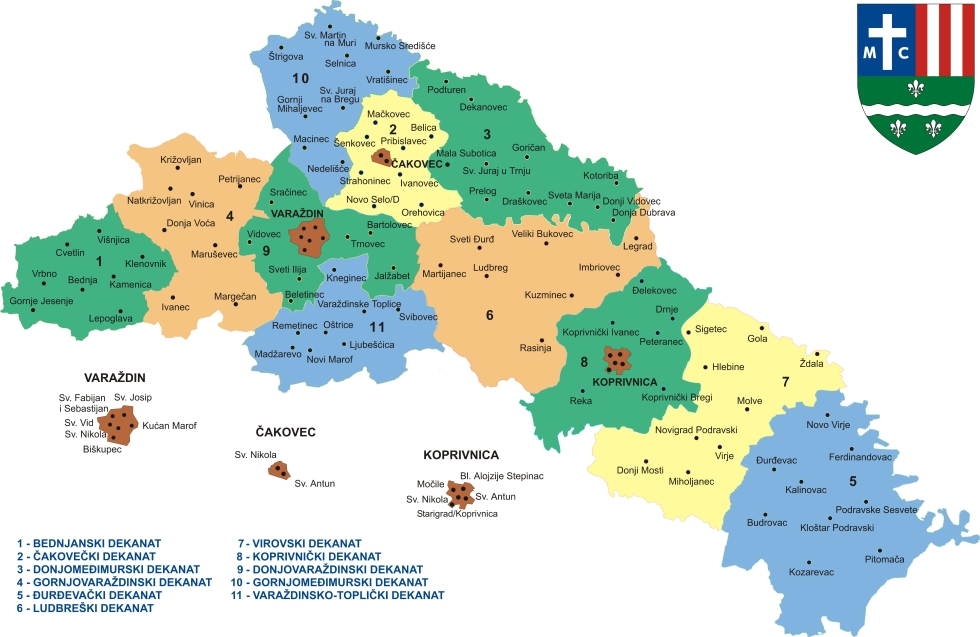 M C
Sv. Martin
na Muri
Mursko Središće
Štrigova
Selnica
10
Vratišinec
Sv. Juraj
na Bregu
Gornji
Mihaljevec
Macinec
Nedelišće
Podturen
Dekanovec
3
Goričan
Mala Subotica
Sv. Juraj u Trnju
Kotoriba
Prelog
Draškovec
Sveta Marija
Donji Vidovec
Donja Dubrava
Mačkovec
2
Belica
Šenkovec
Pribislavec
ČAKOVEC
Strahoninec
Ivanovec
Novo Selo/D
Orehovica
Križovljan
Petrijanec
Natkrižovljan
Vinica
4
Donja Voća
Maruševec
Ivanec
Margečan
Višnjica
Cvetlin
1
Klenovnik
Vrbno
Bednja
Kamenica
Gornje Jesenje
Lepoglava
Sračinec
VARAŽDIN
Vidovec
9
Bartolovec
Trnovec
Sveti Ilija
Jalžabet
Beletinec
Kneginec
Varaždinske Toplice
Svibovec
Remetinec
Oštrice
11
Ljubešćica
Madžarevo
Novi Marof
Sveti Đurđ
Veliki Bukovec
Legrad
Martijanec
Ludbreg
Imbriovec
Kuzminec
6
Rasinja
Đelekovec
Drnje
Koprivnički Ivanec
Peteranec
8
KOPRIVNICA
Reka
Koprivnički Bregi
Sigetec
Gola
Hlebine
Ždala
7
Molve
Novigrad Podravski
Virje
Donji Mosti
Miholjanec
Novo Virje
Ferdinandovac
Đurđevac
5
Kalinovac
Podravske Sesvete
Budrovac
Kloštar Podravski
Pitomača
Kozarevac
VARAŽDIN
Sv. Fabijan
i Sebastijan
Sv. Josip
Sv. Vid
Kućan Marof
Sv. Nikola
Biškupec
ČAKOVEC
Sv. Nikola
Sv. Antun
KOPRIVNICA
Bl. Alojzije Stepinac
Močile
Sv. Nikola
Sv. Antun
Starigrad/Koprivnica
1 - BEDNJANSKI DEKANAT
2 - ČAKOVEČKI DEKANAT
3 - DONJOMEĐIMURSKI DEKANAT
4 - GORNJOVARAŽDINSKI DEKANAT
5 - ĐURĐEVAČKI DEKANAT
6 - LUDBREŠKI DEKANAT
7 - VIROVSKI DEKANAT
8 - KOPRIVNIČKI DEKANAT
9 - DONJOVARAŽDINSKI DEKANAT
10 - GORNJOMEĐIMURSKI DEKANAT
11 - VARAŽDINSKO-TOPLIČKI DEKANAT